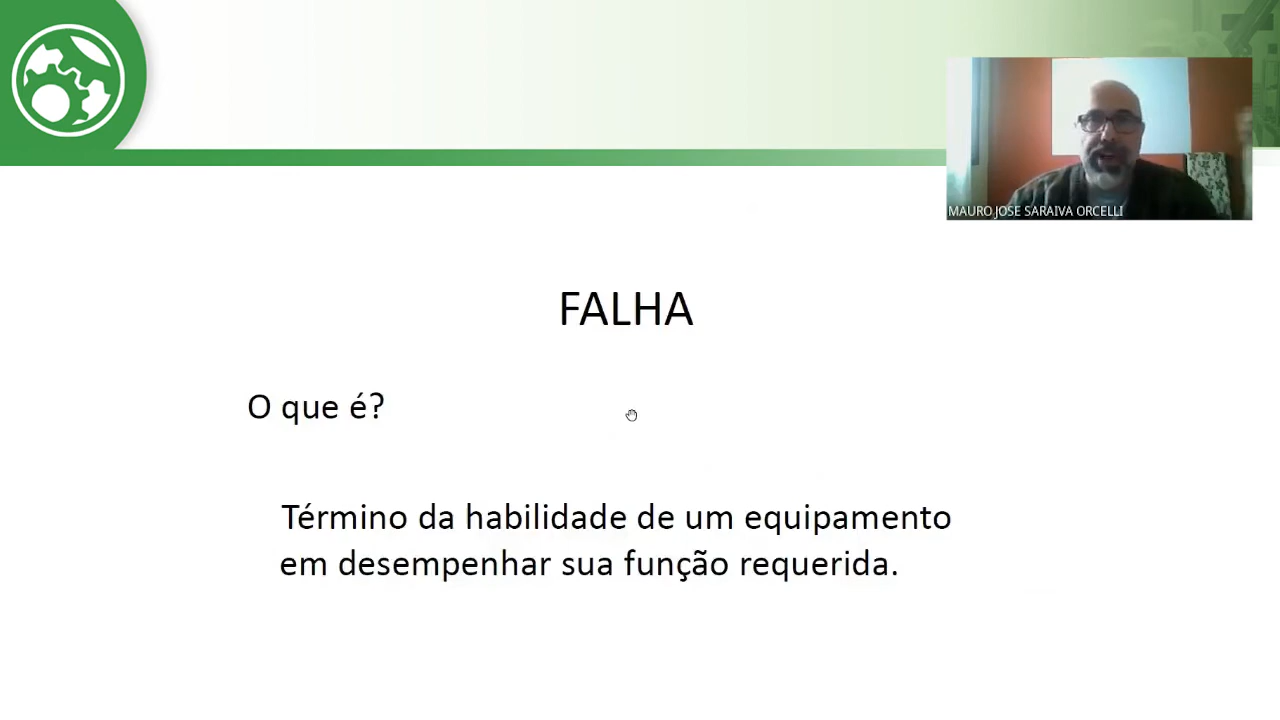 MAURO JOSE SARAIVA ORCELLI
FALHA
O que é?
Término da habilidade de um equipamento
em desempenhar sua função requerida.